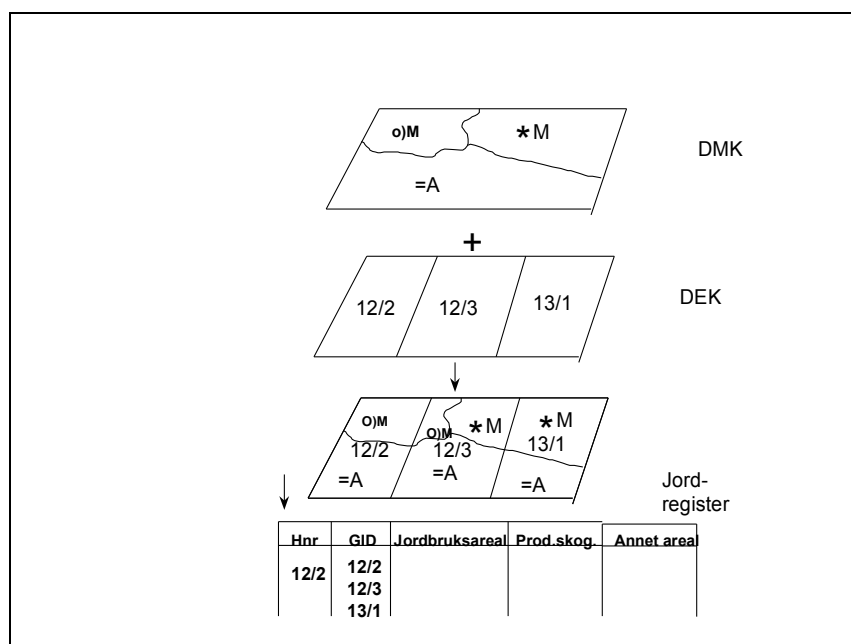 o)M *M
=A
DMK
+
12/2 12/3 13/1
DEK
O)M O)M *M *M
12/2 12/3 13/1
=A =A =A
Jord-
register
Hnr GID Jordbruksareal Prod.skog. Annet areal
12/2 12/2
12/3
13/1